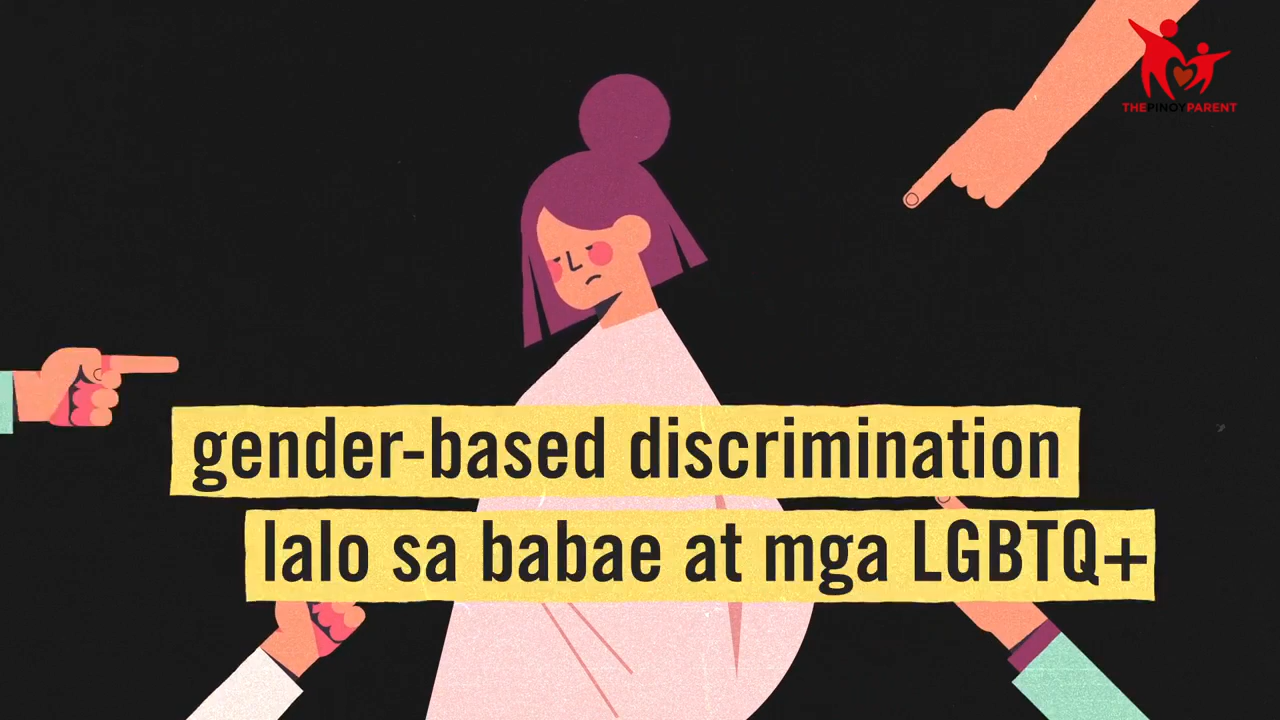 THEPINOYPARENT
gender-based discrimination
lalo sa babae at mga LGBTQ+